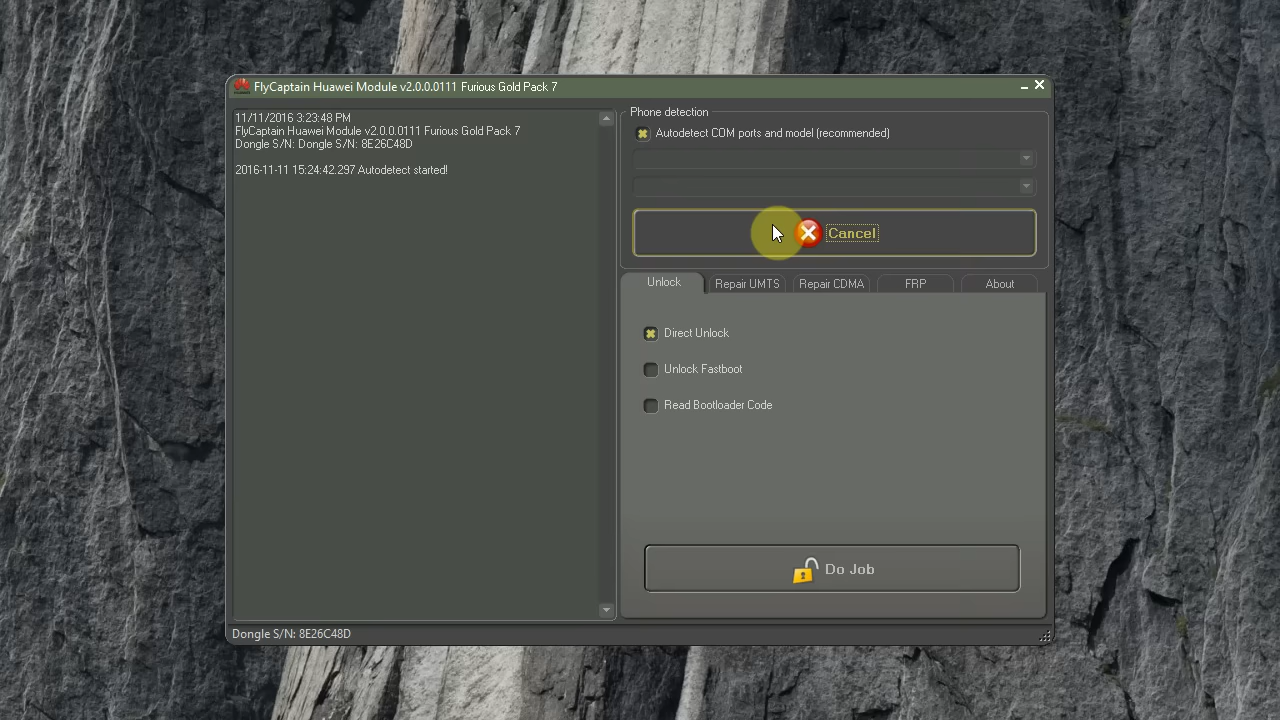 FlyCaptain Huawei Module v2.0.0.0111 Furious Gold Pack 7
11/11/2016 3:23:48 PM
FlyCaptain Huawei Module v2.0.0.0111 Furious Gold Pack 7
Dongle S/N: Dongle S/N: 8E26C48D
2016-11-11 15:24:42.297 Autodetect started!
Phone detection
Autodetect COM ports and model (recommended)
Cancel
Unlock Repair UMTS Repair CDMA FRP About
Direct Unlock
Unlock Fastboot
Read Bootloader Code
Do Job
Dongle S/N: 8E26C48D